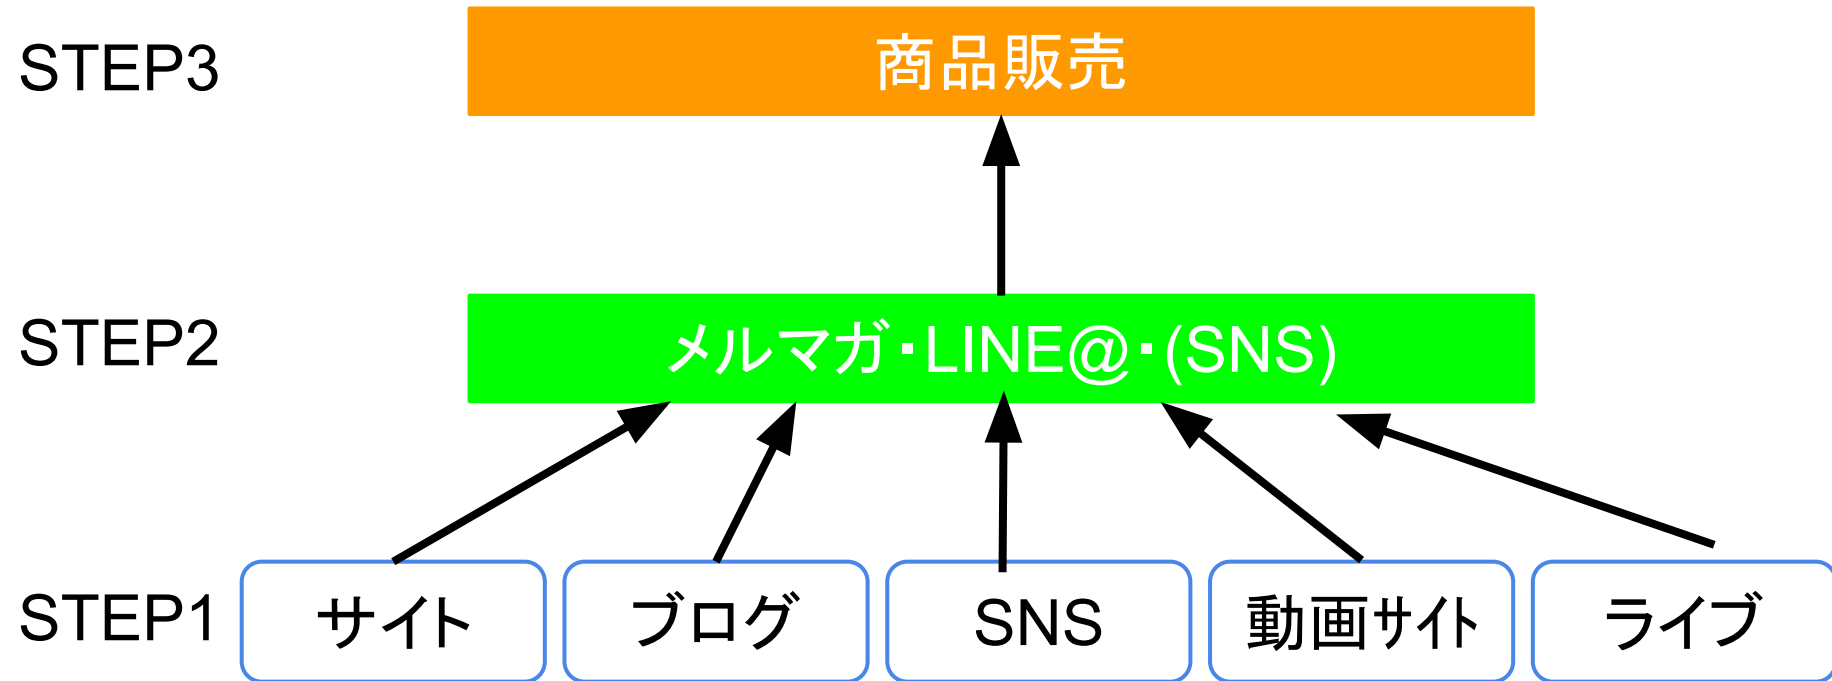 STEP3
商品販売
STEP2
メルマガ・LINE@・(SNS)
STEP1
サイト
ブログ
SNS
動画サイト
ライブ